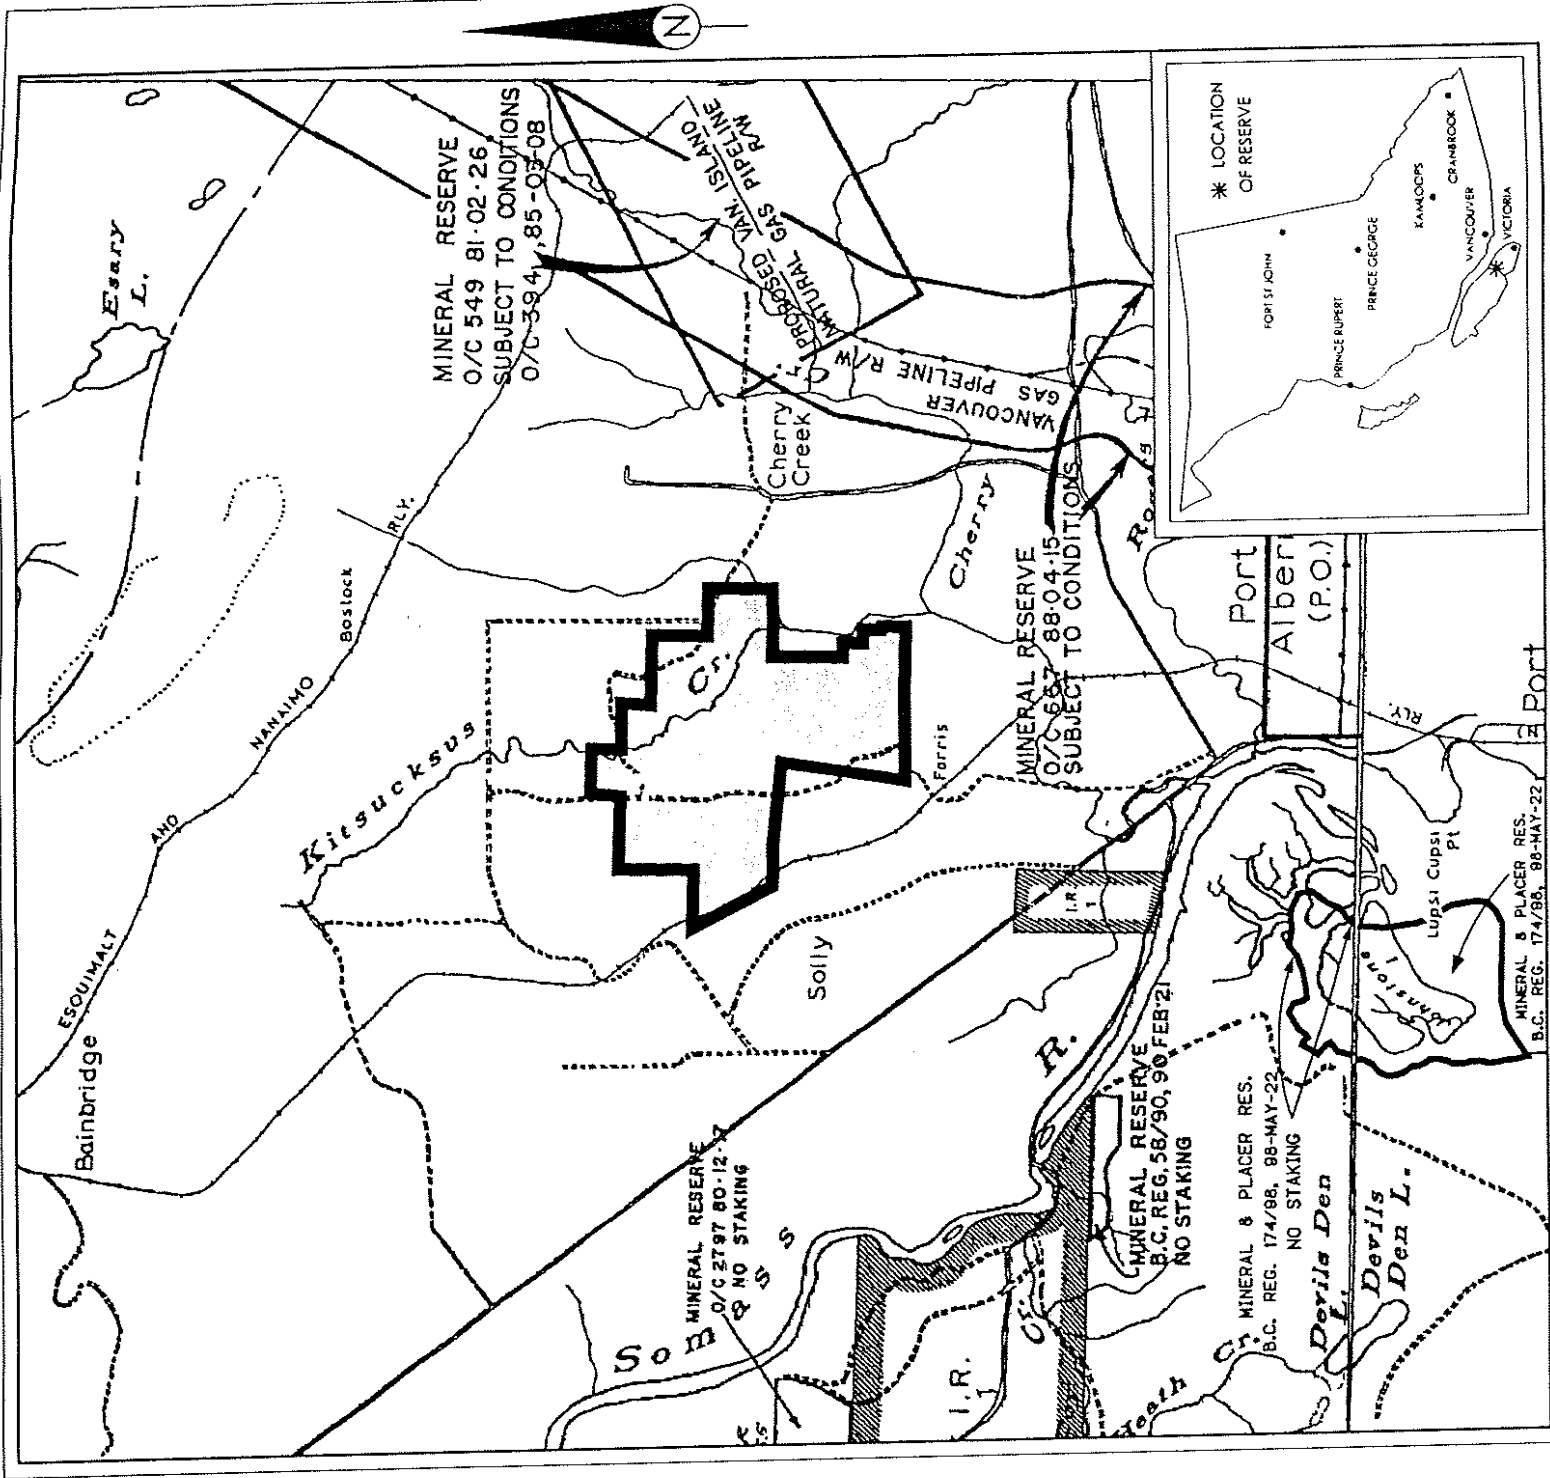 N
Esary
L.
MINERAL RESERVE
O/C 549 81-02-26
SUBJECT TO CONDITIONS
O/C 394, 85-03-08
PROPOSED VAN. ISLAND
NATURAL GAS PIPELINE
R/W
VANCOUVER
GAS PIPELINE R/W
Cherry
Creek
Cherry
ESQUIMALT
AND
NANAIMO
RLY.
Bostock
Bainbridge
Kitsucksus
Cr.
Farris
Solly
MINERAL RESERVE
O/C 667 88-04-15
SUBJECT TO CONDITIONS
Port
Alberni
(P.O.)
RLY.
Port
I.R.
1
Somass
R.
MINERAL RESERVE
O/C 2797 80-12-17
NO STAKING
MINERAL RESERVE
B.C. REG. 58/90, 90 FEB 21
NO STAKING
I.R.
1
Cr.
MINERAL & PLACER RES.
B.C. REG. 174/98, 98-MAY-22
NO STAKING
Devils Den
L.
Devils
Den L.
Heath
Cr.
Johnstone
I
Lupsi Cupsi
Pt
MINERAL & PLACER RES.
B.C. REG. 174/98, 98-MAY-22
LOCATION
OF RESERVE
FORT ST JOHN
PRINCE GEORGE
PRINCE RUPERT
KAMLOOPS
CRANBROOK
VANCOUVER
VICTORIA